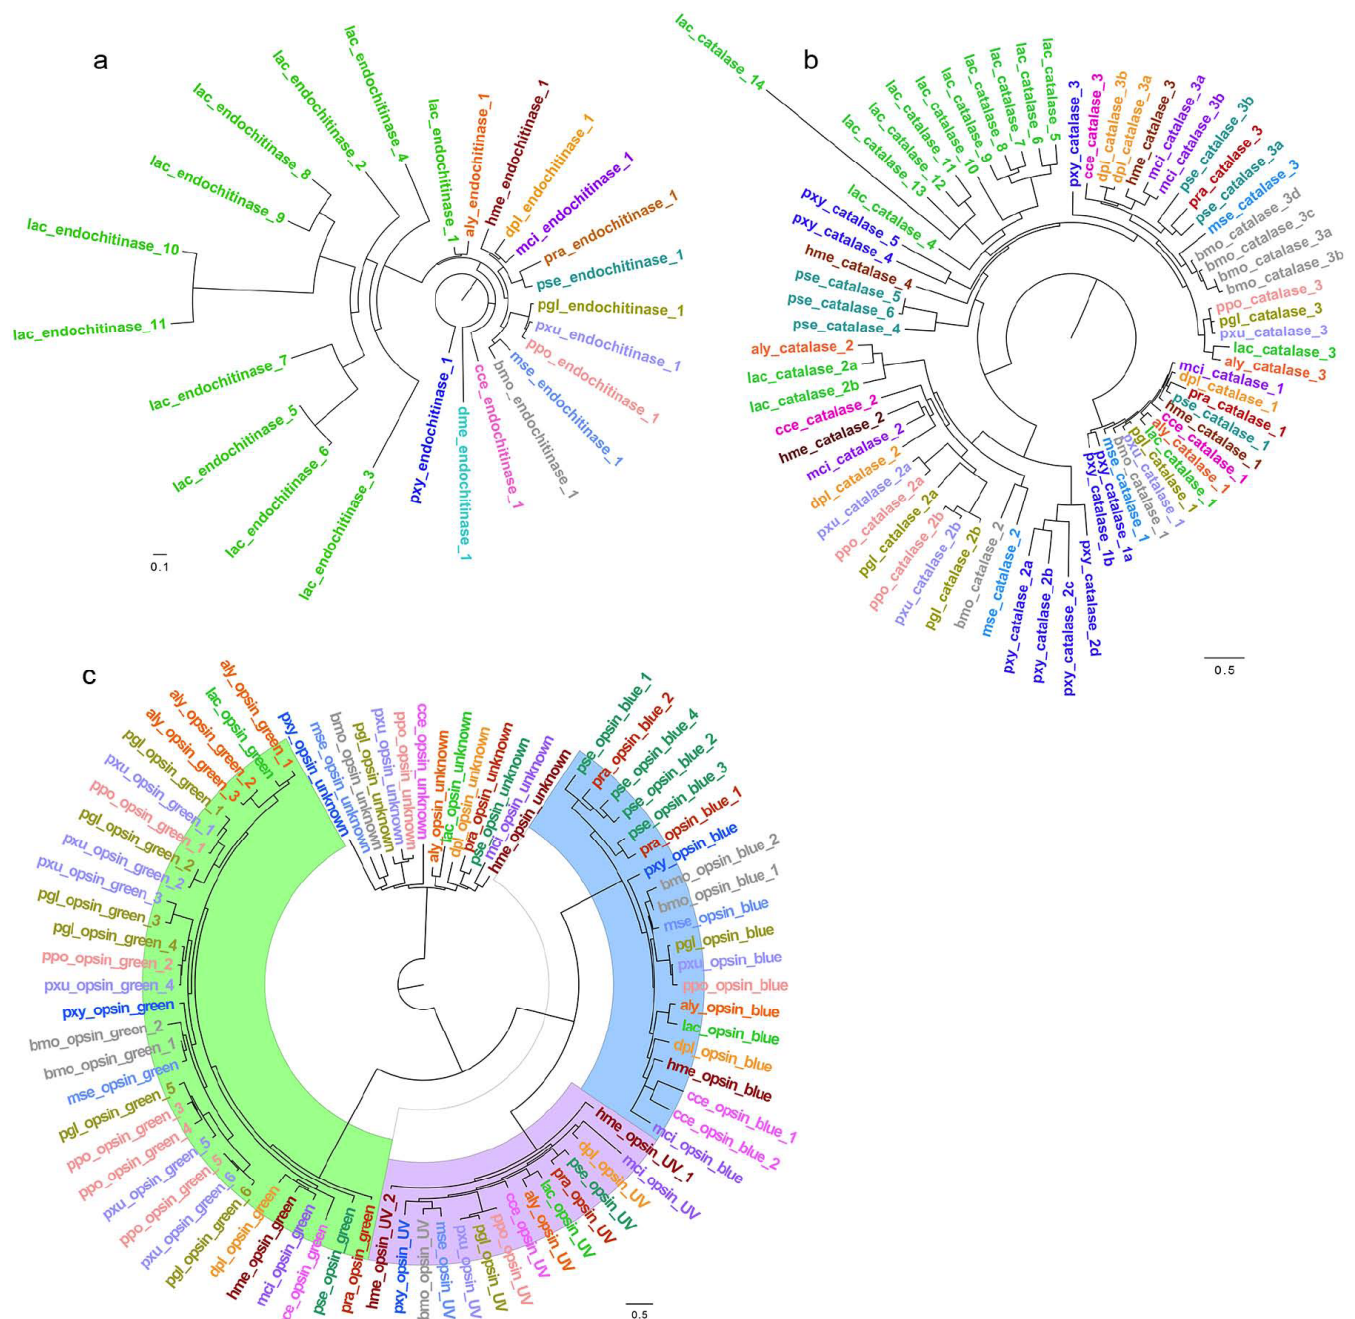 a
lac_endochitinase_11
lac_endochitinase_10
lac_endochitinase_9
lac_endochitinase_8
lac_endochitinase_2
lac_endochitinase_4
lac_endochitinase_1
aly_endochitinase_1
hme_endochitinase_1
dpl_endochitinase_1
mci_endochitinase_1
pra_endochitinase_1
pse_endochitinase_1
pgl_endochitinase_1
pxu_endochitinase_1
ppo_endochitinase_1
mse_endochitinase_1
bmo_endochitinase_1
cce_endochitinase_1
dme_endochitinase_1
pxy_endochitinase_1
lac_endochitinase_3
lac_endochitinase_6
lac_endochitinase_5
lac_endochitinase_7
0.1
b
lac_catalase_14
lac_catalase_5
lac_catalase_6
lac_catalase_7
lac_catalase_8
lac_catalase_9
lac_catalase_10
lac_catalase_11
lac_catalase_12
lac_catalase_13
lac_catalase_4
pxy_catalase_5
pxy_catalase_4
hme_catalase_4
pse_catalase_5
pse_catalase_6
pse_catalase_4
aly_catalase_2
lac_catalase_2a
lac_catalase_2b
cce_catalase_2
hme_catalase_2
mci_catalase_2
dpl_catalase_2
pxu_catalase_2a
ppo_catalase_2a
pgl_catalase_2a
ppo_catalase_2b
pxu_catalase_2b
pgl_catalase_2b
bmo_catalase_2
mse_catalase_2
pxy_catalase_2a
pxy_catalase_2b
pxy_catalase_2c
pxy_catalase_2d
pxy_catalase_1b
pxy_catalase_1a
mse_catalase_1
bmo_catalase_1
pxu_catalase_1
pgl_catalase_1
lac_catalase_1
aly_catalase_1
cce_catalase_1
hme_catalase_1
pse_catalase_1
pra_catalase_1
dpl_catalase_1
mci_catalase_1
aly_catalase_3
lac_catalase_3
pxu_catalase_3
pgl_catalase_3
ppo_catalase_3
bmo_catalase_3b
bmo_catalase_3a
bmo_catalase_3c
bmo_catalase_3d
mse_catalase_3
pse_catalase_3a
pra_catalase_3
pse_catalase_3b
mci_catalase_3b
mci_catalase_3a
hme_catalase_3
dpl_catalase_3a
dpl_catalase_3b
cce_catalase_3
pxy_catalase_3
0.5
c
aly_opsin_green_1
lac_opsin_green
aly_opsin_green_2
aly_opsin_green_3
pgl_opsin_green_1
pxu_opsin_green_1
ppo_opsin_green_1
pgl_opsin_green_2
pxu_opsin_green_2
pxu_opsin_green_3
pgl_opsin_green_3
pgl_opsin_green_4
ppo_opsin_green_2
pxu_opsin_green_4
pxy_opsin_green
bmo_opsin_green_2
bmo_opsin_green_1
mse_opsin_green
pgl_opsin_green_5
ppo_opsin_green_3
ppo_opsin_green_4
pxu_opsin_green_5
ppo_opsin_green_5
pxu_opsin_green_6
pgl_opsin_green_6
dpl_opsin_green
hme_opsin_green
mci_opsin_green
ce_opsin_green
pse_opsin_green
pra_opsin_green
hme_opsin_UV_2
pxy_opsin_UV
bmo_opsin_UV
mse_opsin_UV
pxu_opsin_UV
pgl_opsin_UV
ppo_opsin_UV
cce_opsin_UV
aly_opsin_UV
lac_opsin_UV
pra_opsin_UV
pse_opsin_UV
dpl_opsin_UV
mci_opsin_UV
hme_opsin_UV_1
mci_opsin_blue
cce_opsin_blue_2
cce_opsin_blue_1
hme_opsin_blue
dpl_opsin_blue
lac_opsin_blue
aly_opsin_blue
ppo_opsin_blue
pxu_opsin_blue
pgl_opsin_blue
mse_opsin_blue
bmo_opsin_blue_1
bmo_opsin_blue_2
pxy_opsin_blue
pra_opsin_blue_1
pse_opsin_blue_3
pse_opsin_blue_2
pse_opsin_blue_4
pra_opsin_blue_2
pse_opsin_blue_1
hme_opsin_unknown
mci_opsin_unknown
pse_opsin_unknown
pra_opsin_unknown
dpl_opsin_unknown
lac_opsin_unknown
aly_opsin_unknown
cce_opsin_unknown
ppo_opsin_unknown
pxu_opsin_unknown
pgl_opsin_unknown
bmo_opsin_unknown
mse_opsin_unknown
pxy_opsin_unknown
0.5